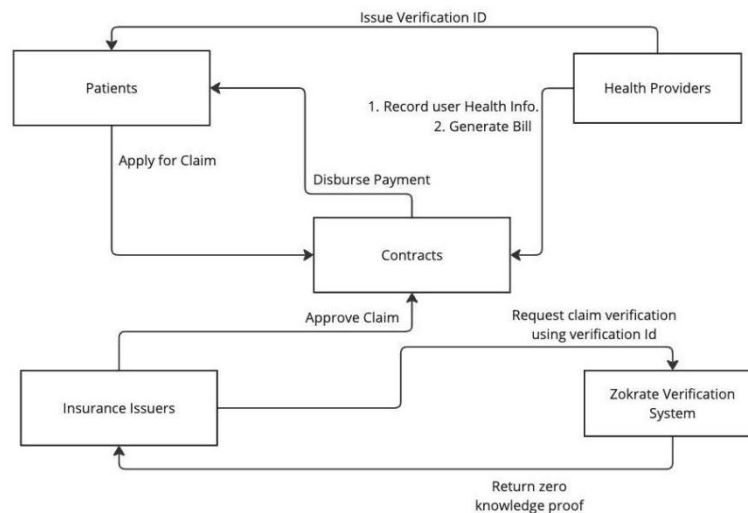 Issue Verification ID
Patients
Health Providers
1. Record user Health Info.
2. Generate Bill
Apply for Claim
Disburse Payment
Contracts
Approve Claim
Request claim verification
using verification Id
Insurance Issuers
Zokrate Verification
System
Return zero
knowledge proof